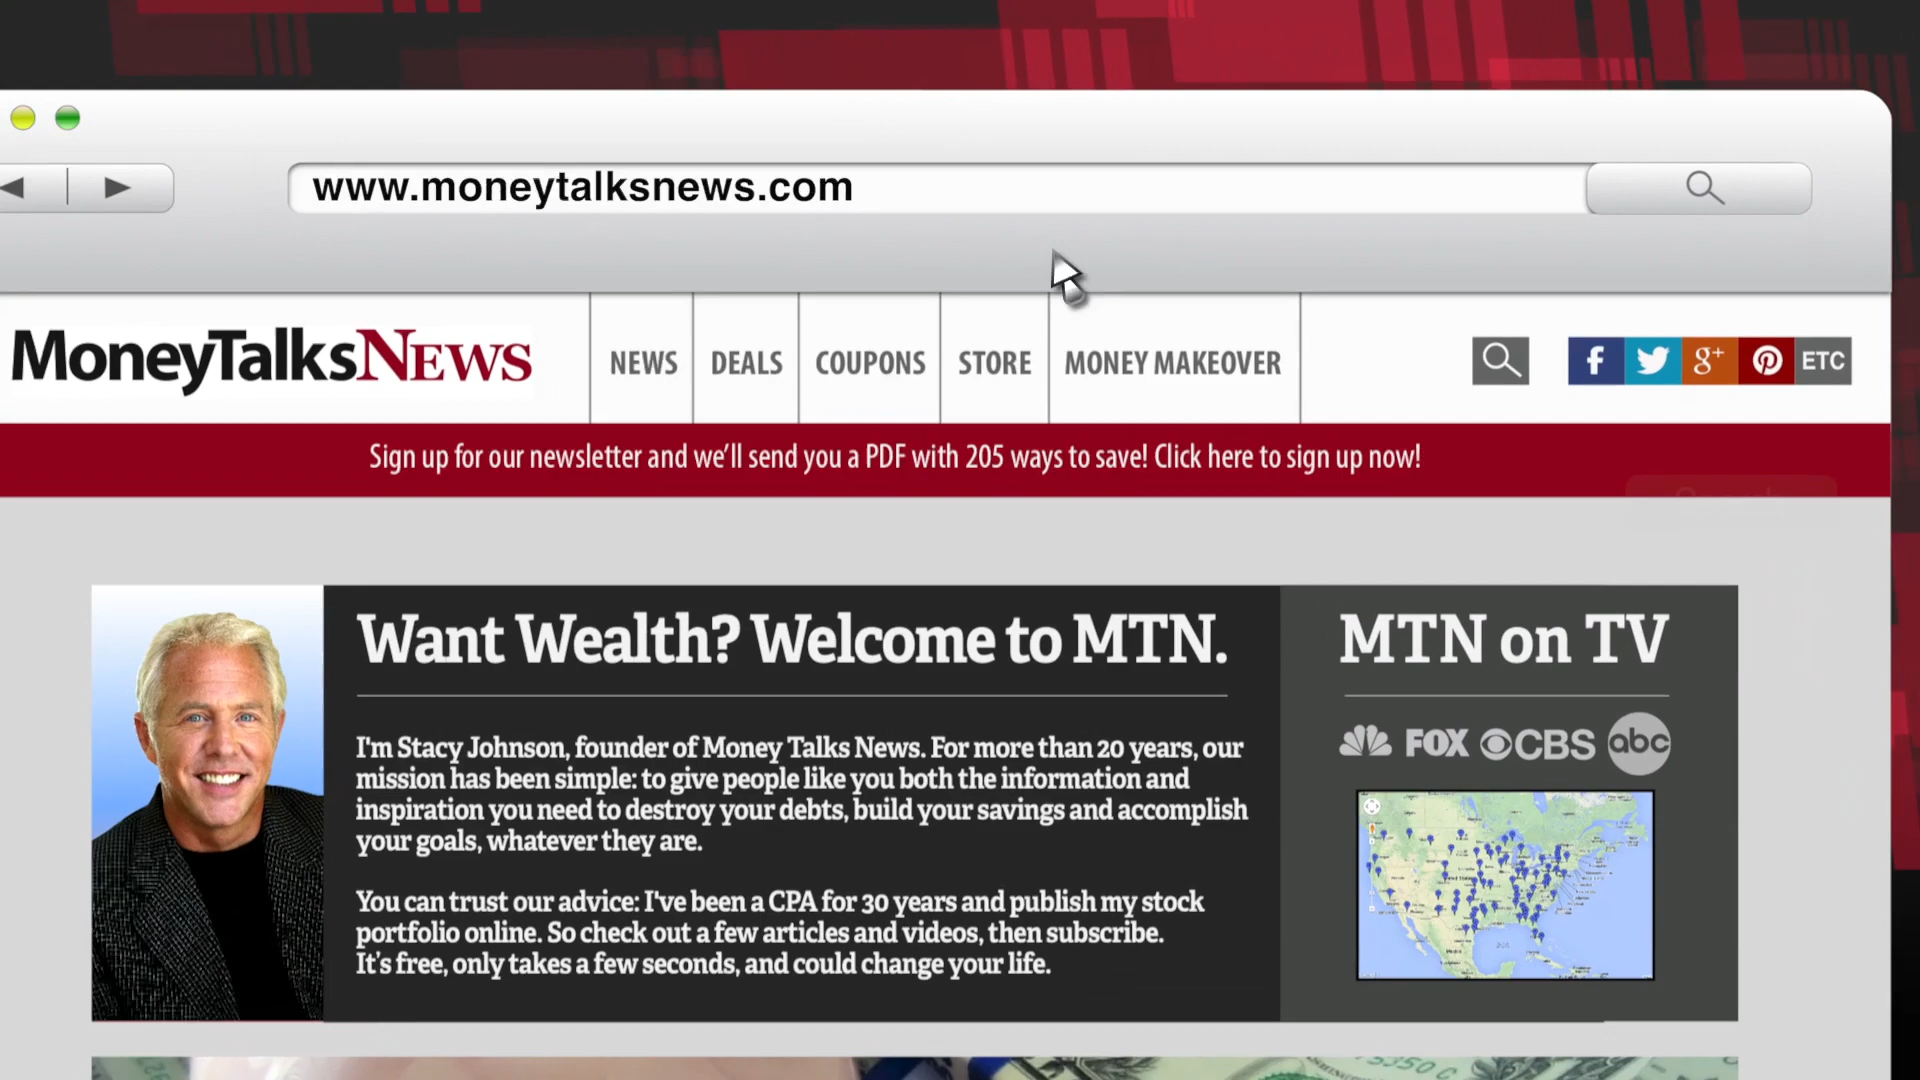 www.moneytalksnews.com
MoneyTalksNews
NEWS
DEALS
COUPONS
STORE
MONEY MAKEOVER
f
g+
ETC
Sign up for our newsletter and we'll send you a PDF with 205 ways to save! Click here to sign up now!
Want Wealth? Welcome to MTN.
I'm Stacy Johnson, founder of Money Talks News. For more than 20 years, our
mission has been simple: to give people like you both the information and
inspiration you need to destroy your debts, build your savings and accomplish
your goals, whatever they are.
You can trust our advice: I've been a CPA for 30 years and publish my stock
portfolio online. So check out a few articles and videos, then subscribe.
It's free, only takes a few seconds, and could change your life.
MTN on TV
FOX CBS abc